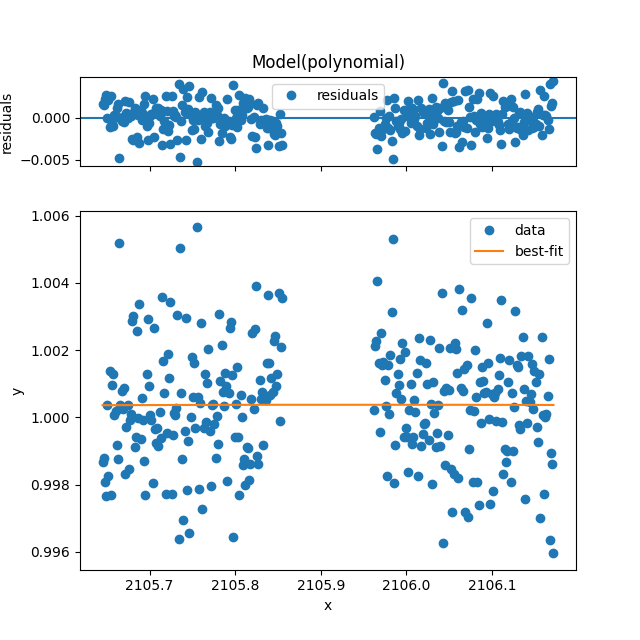 Model(polynomial)
residuals
0.000
−0.005
residuals
1.006
1.004
1.002
1.000
0.998
0.996
y
data
best-fit
2105.7
2105.8
2105.9
2106.0
2106.1
x